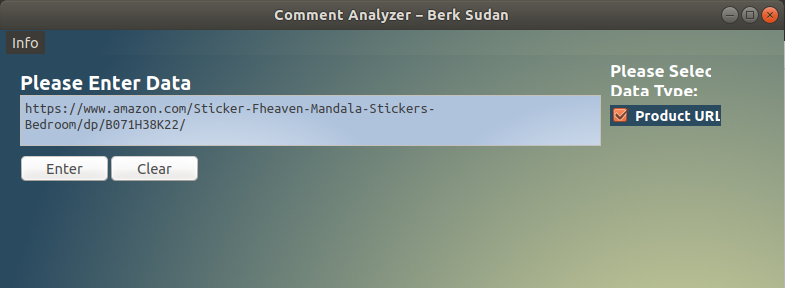 Comment Analyzer – Berk Sudan
Info
Please Enter Data
https://www.amazon.com/Sticker-Fheaven-Mandala-Stickers-
Bedroom/dp/B071H38K22/
Enter
Clear
Please Selec
Data Type:
Product URL